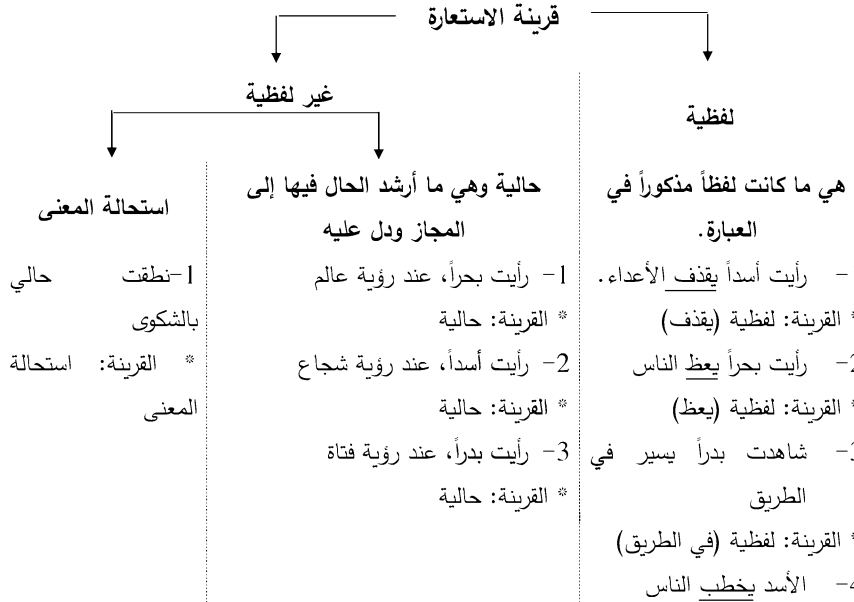 قرينة الاستعارة
لفظية
هي ما كانت لفظاً مذكوراً في
العبارة.
- رأيت أسداً يقذف الأعداء.
* القرينة: لفظية (يقذف)
2- رأيت بحراً يعظ الناس
* القرينة: لفظية (يعظ)
3- شاهدت بدراً يسير في
الطريق
* القرينة: لفظية (في الطريق)
4- الأسد يخطب الناس
غير لفظية
حالية وهي ما أرشد الحال فيها إلى
المجاز ودل عليه
1- رأيت بحراً، عند رؤية عالم
* القرينة: حالية
2- رأيت أسداً، عند رؤية شجاع
* القرينة: حالية
3- رأيت بدراً، عند رؤية فتاة
* القرينة: حالية
استحالة المعنى
1-نطقت حالي
بالشكوى
* القرينة: استحالة
المعنى